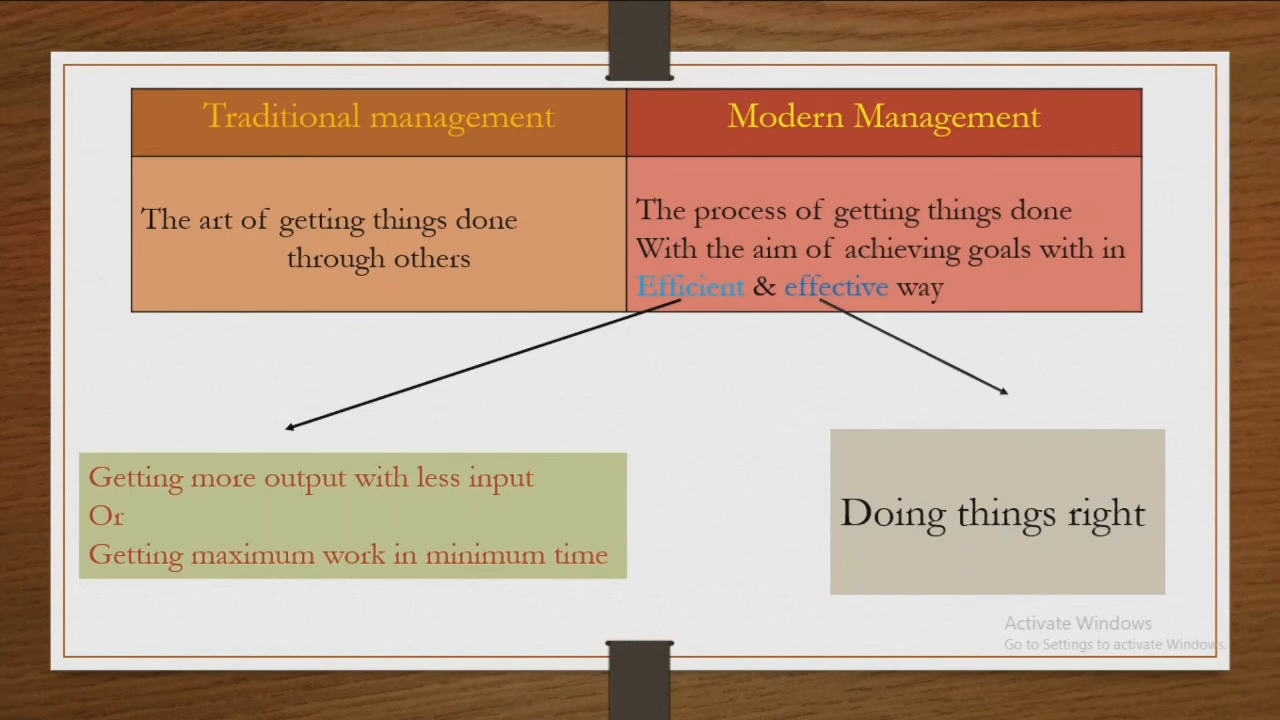 Traditional management
Modern Management
The art of getting things done
through others
The process of getting things done
With the aim of achieving goals with in
Efficient & effective way
Getting more output with less input
Or
Getting maximum work in minimum time
Doing things right
Activate Windows
Go to Settings to activate Windows.